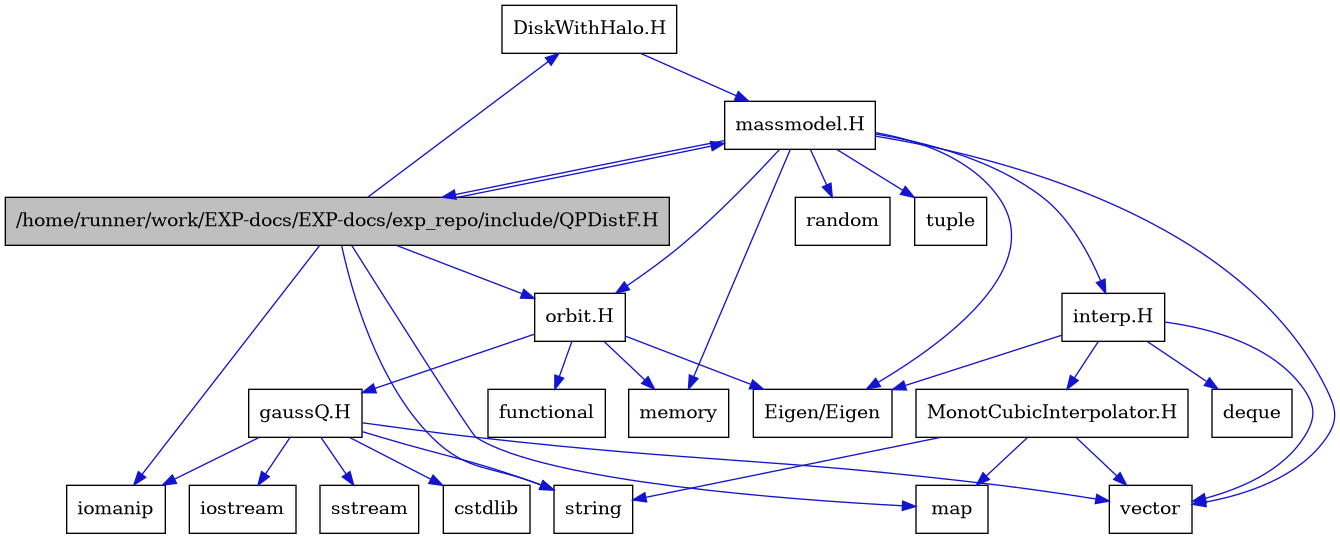 DiskWithHalo.H
massmodel.H
/home/runner/work/EXP-docs/EXP-docs/exp_repo/include/QPDistF.H
random
tuple
orbit.H
interp.H
gaussQ.H
functional
memory
Eigen/Eigen
MonotCubicInterpolator.H
deque
iomanip
iostream
sstream
cstdlib
string
map
vector